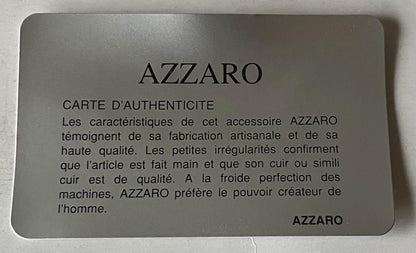 AZZARO
CARTE D'AUTHENTICITE
Les caractéristiques de cet accessoire AZZARO
témoignent de sa fabrication artisanale et de sa
haute qualité. Les petites irrégularités confirment
que l'article est fait main et que son cuir ou simili
cuir est de qualité. A la froide perfection des
machines, AZZARO préfère le pouvoir créateur de
l'homme.
AZZARO